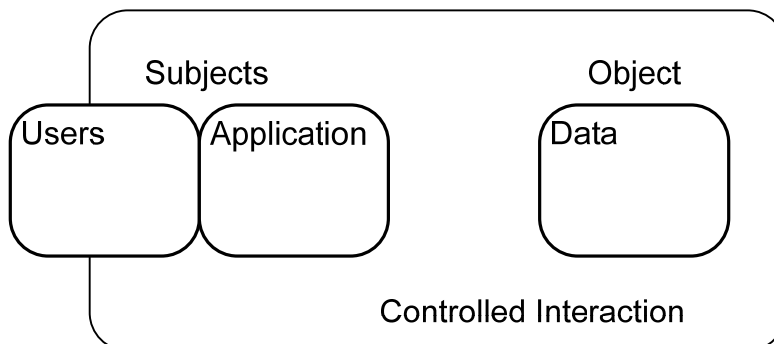 Subjects
Object
Users
Application
Data
Controlled Interaction